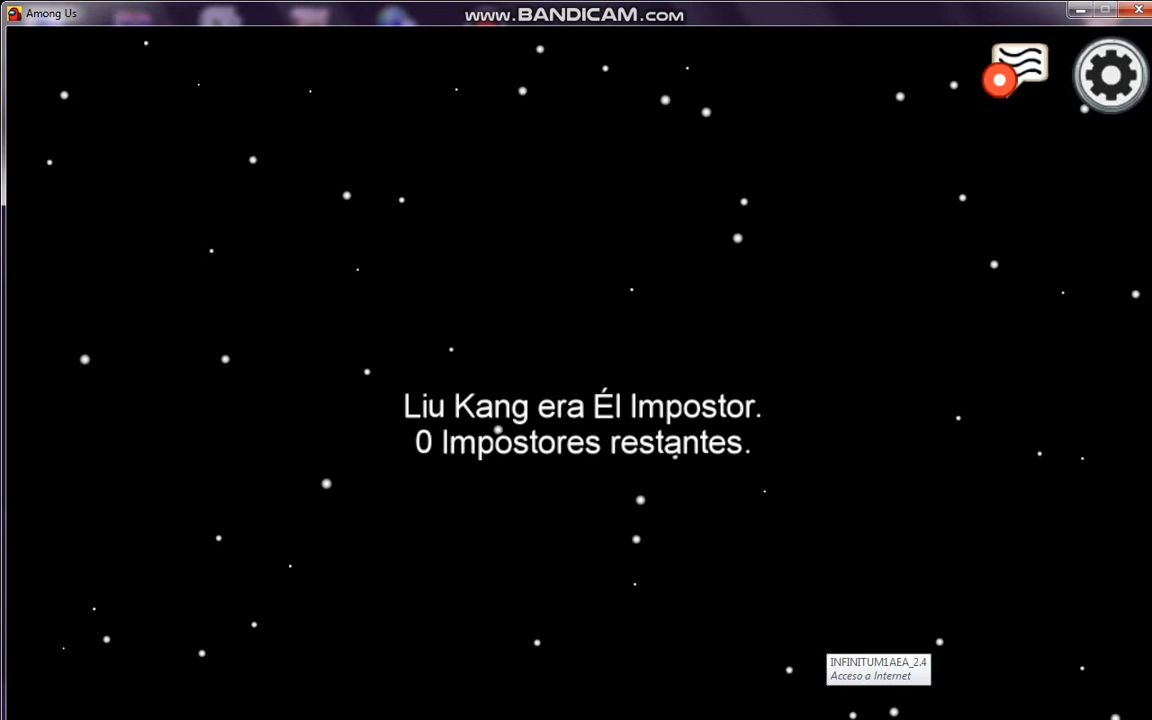 Among Us
www.BANDICAM.com
Liu Kang era Él Impostor.
0 Impostores restantes.
INFINITUM1AEA_2.4
Acceso a Internet